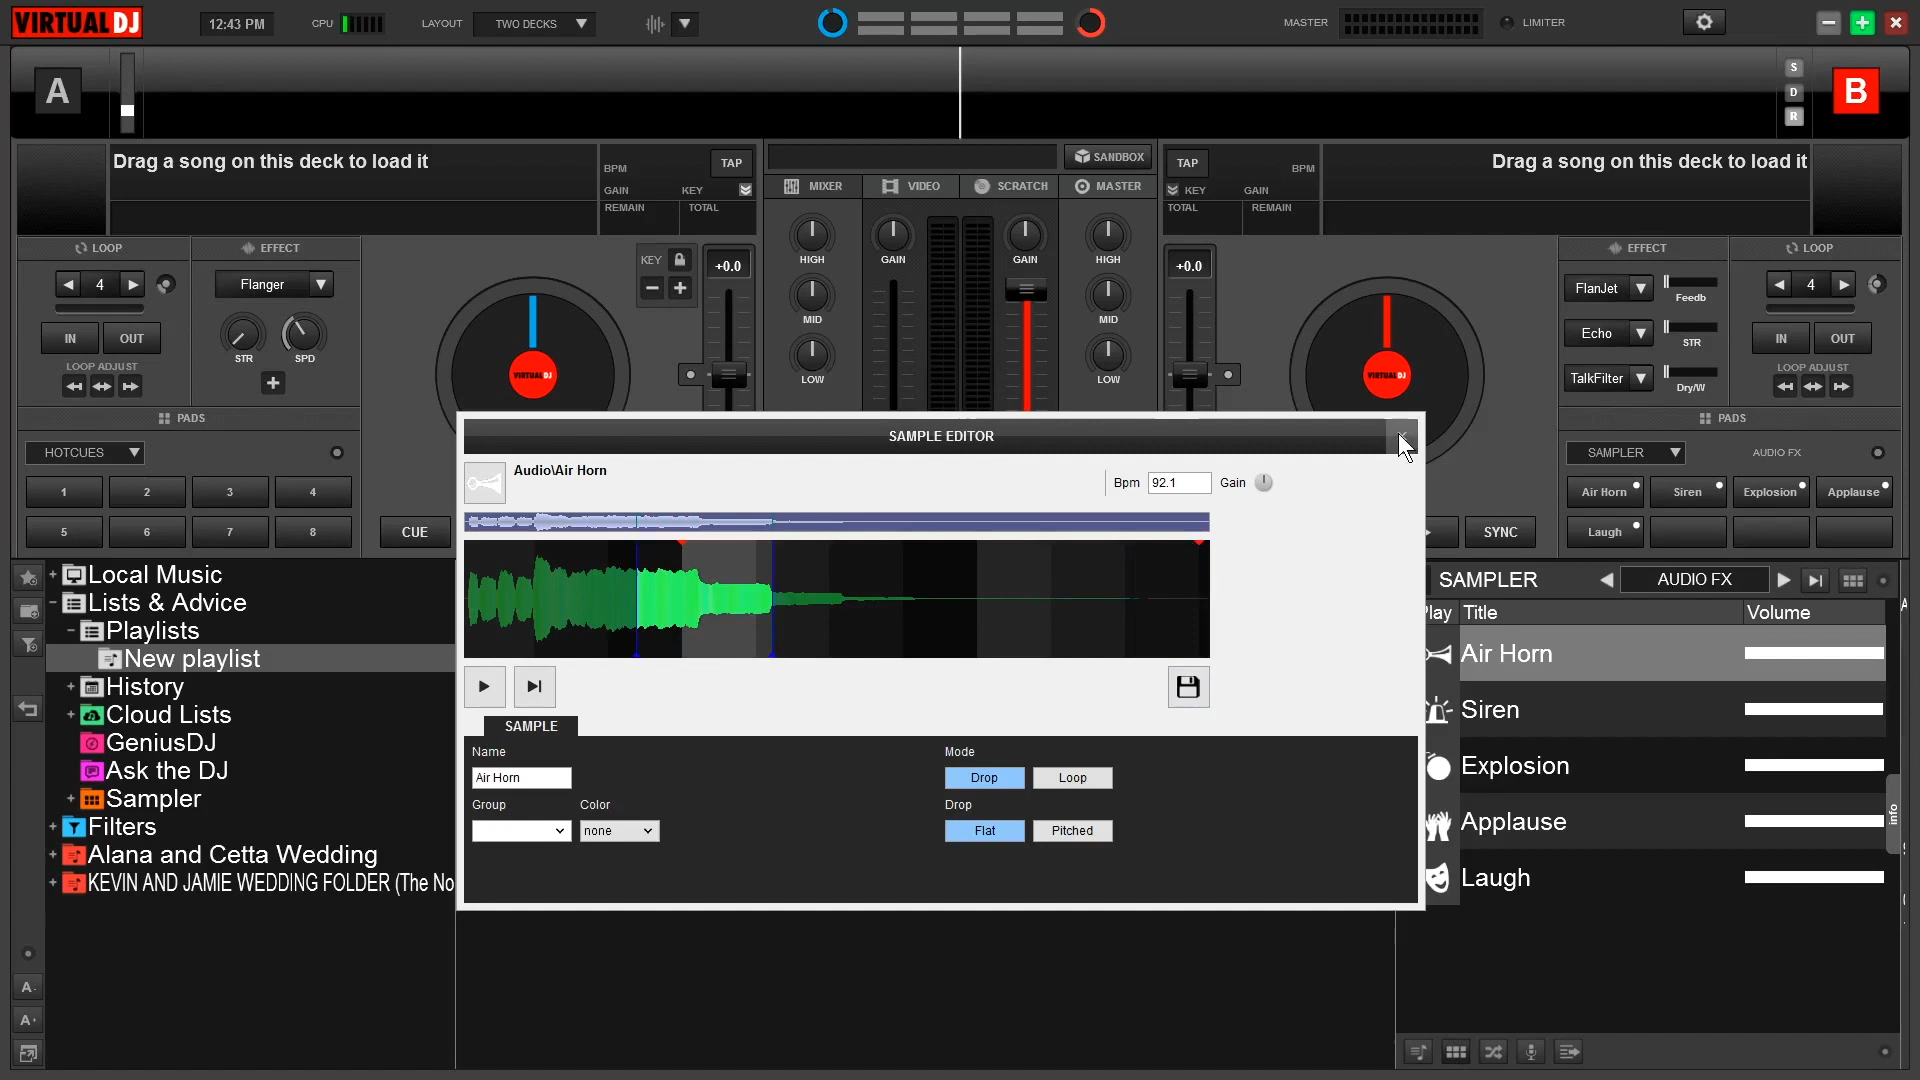 VIRTUAL DJ
12:43 PM
CPU
LAYOUT
TWO DECKS
MASTER
LIMITER
A
S
D
R
B
Drag a song on this deck to load it
BPM
TAP
GAIN
KEY
REMAIN
TOTAL
SANDBOX
MIXER
VIDEO
SCRATCH
MASTER
TAP
BPM
KEY
GAIN
TOTAL
REMAIN
Drag a song on this deck to load it
LOOP
EFFECT
4
Flanger
IN
OUT
STR
SPD
LOOP ADJUST
KEY
+0.0
HIGH
GAIN
GAIN
HIGH
MID
MID
LOW
LOW
+0.0
VIRTUAL DJ
VIRTUAL DJ
EFFECT
LOOP
FlanJet
Feedb
4
Echo
STR
IN
OUT
LOOP ADJUST
TalkFilter
Dry/W
PADS
HOTCUES
1
2
3
4
5
6
7
8
CUE
PADS
SAMPLER
AUDIO FX
Air Horn
Siren
Explosion
Applause
SYNC
Laugh
SAMPLE EDITOR
Audio\Air Horn
Bpm
92.1
Gain
SAMPLE
Name
Air Horn
Group
Color
none
Mode
Drop
Loop
Drop
Flat
Pitched
Local Music
Lists & Advice
Playlists
New playlist
History
Cloud Lists
GeniusDJ
Ask the DJ
Sampler
Filters
Alana and Cetta Wedding
KEVIN AND JAMIE WEDDING FOLDER (The No
A-
A+
SAMPLER
AUDIO FX
lay
Title
Volume
Air Horn
Siren
Explosion
Applause
Laugh
info